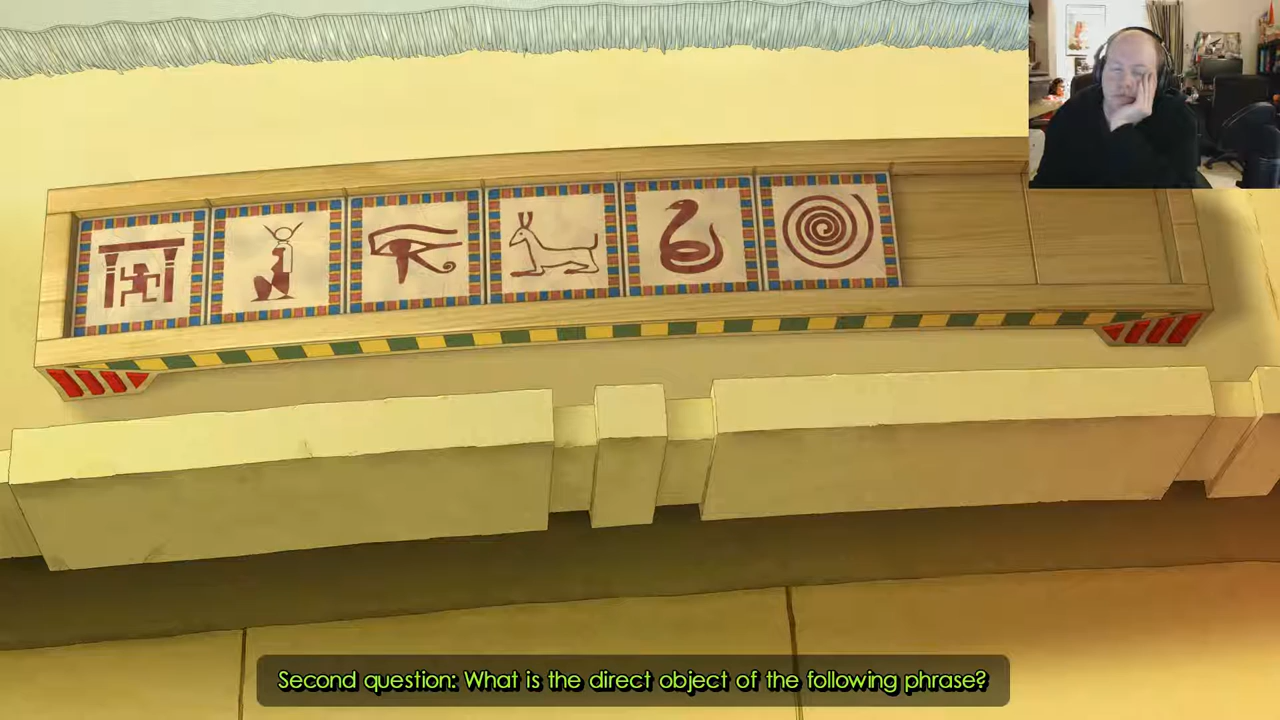 Second question: What is the direct object of the following phrase?